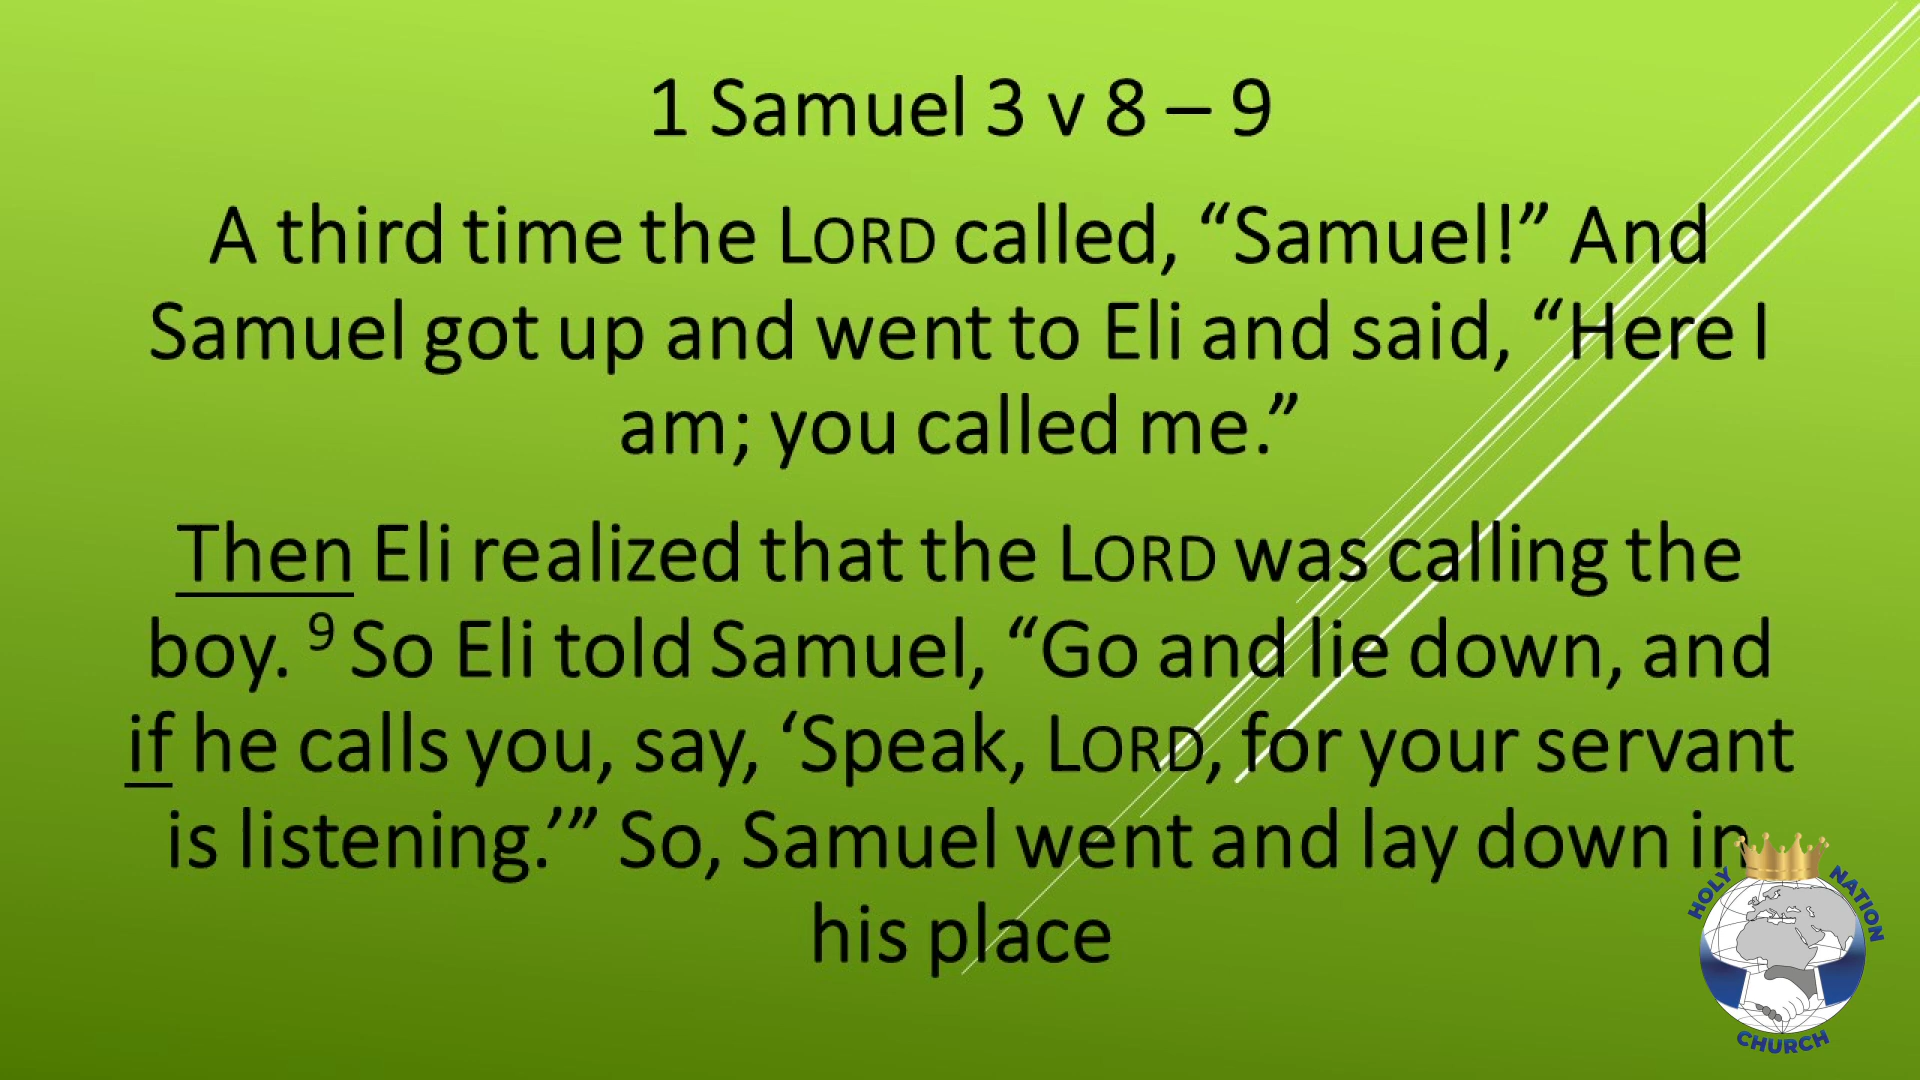 1 Samuel 3 v 8 – 9
A third time the LORD called, “Samuel!” And
Samuel got up and went to Eli and said, “Here I
am; you called me.”
Then Eli realized that the LORD was calling the
boy. ⁹ So Eli told Samuel, “Go and lie down, and
if he calls you, say, ‘Speak, LORD, for your servant
is listening.’” So, Samuel went and lay down in
his place
HOLY NATION
CHURCH